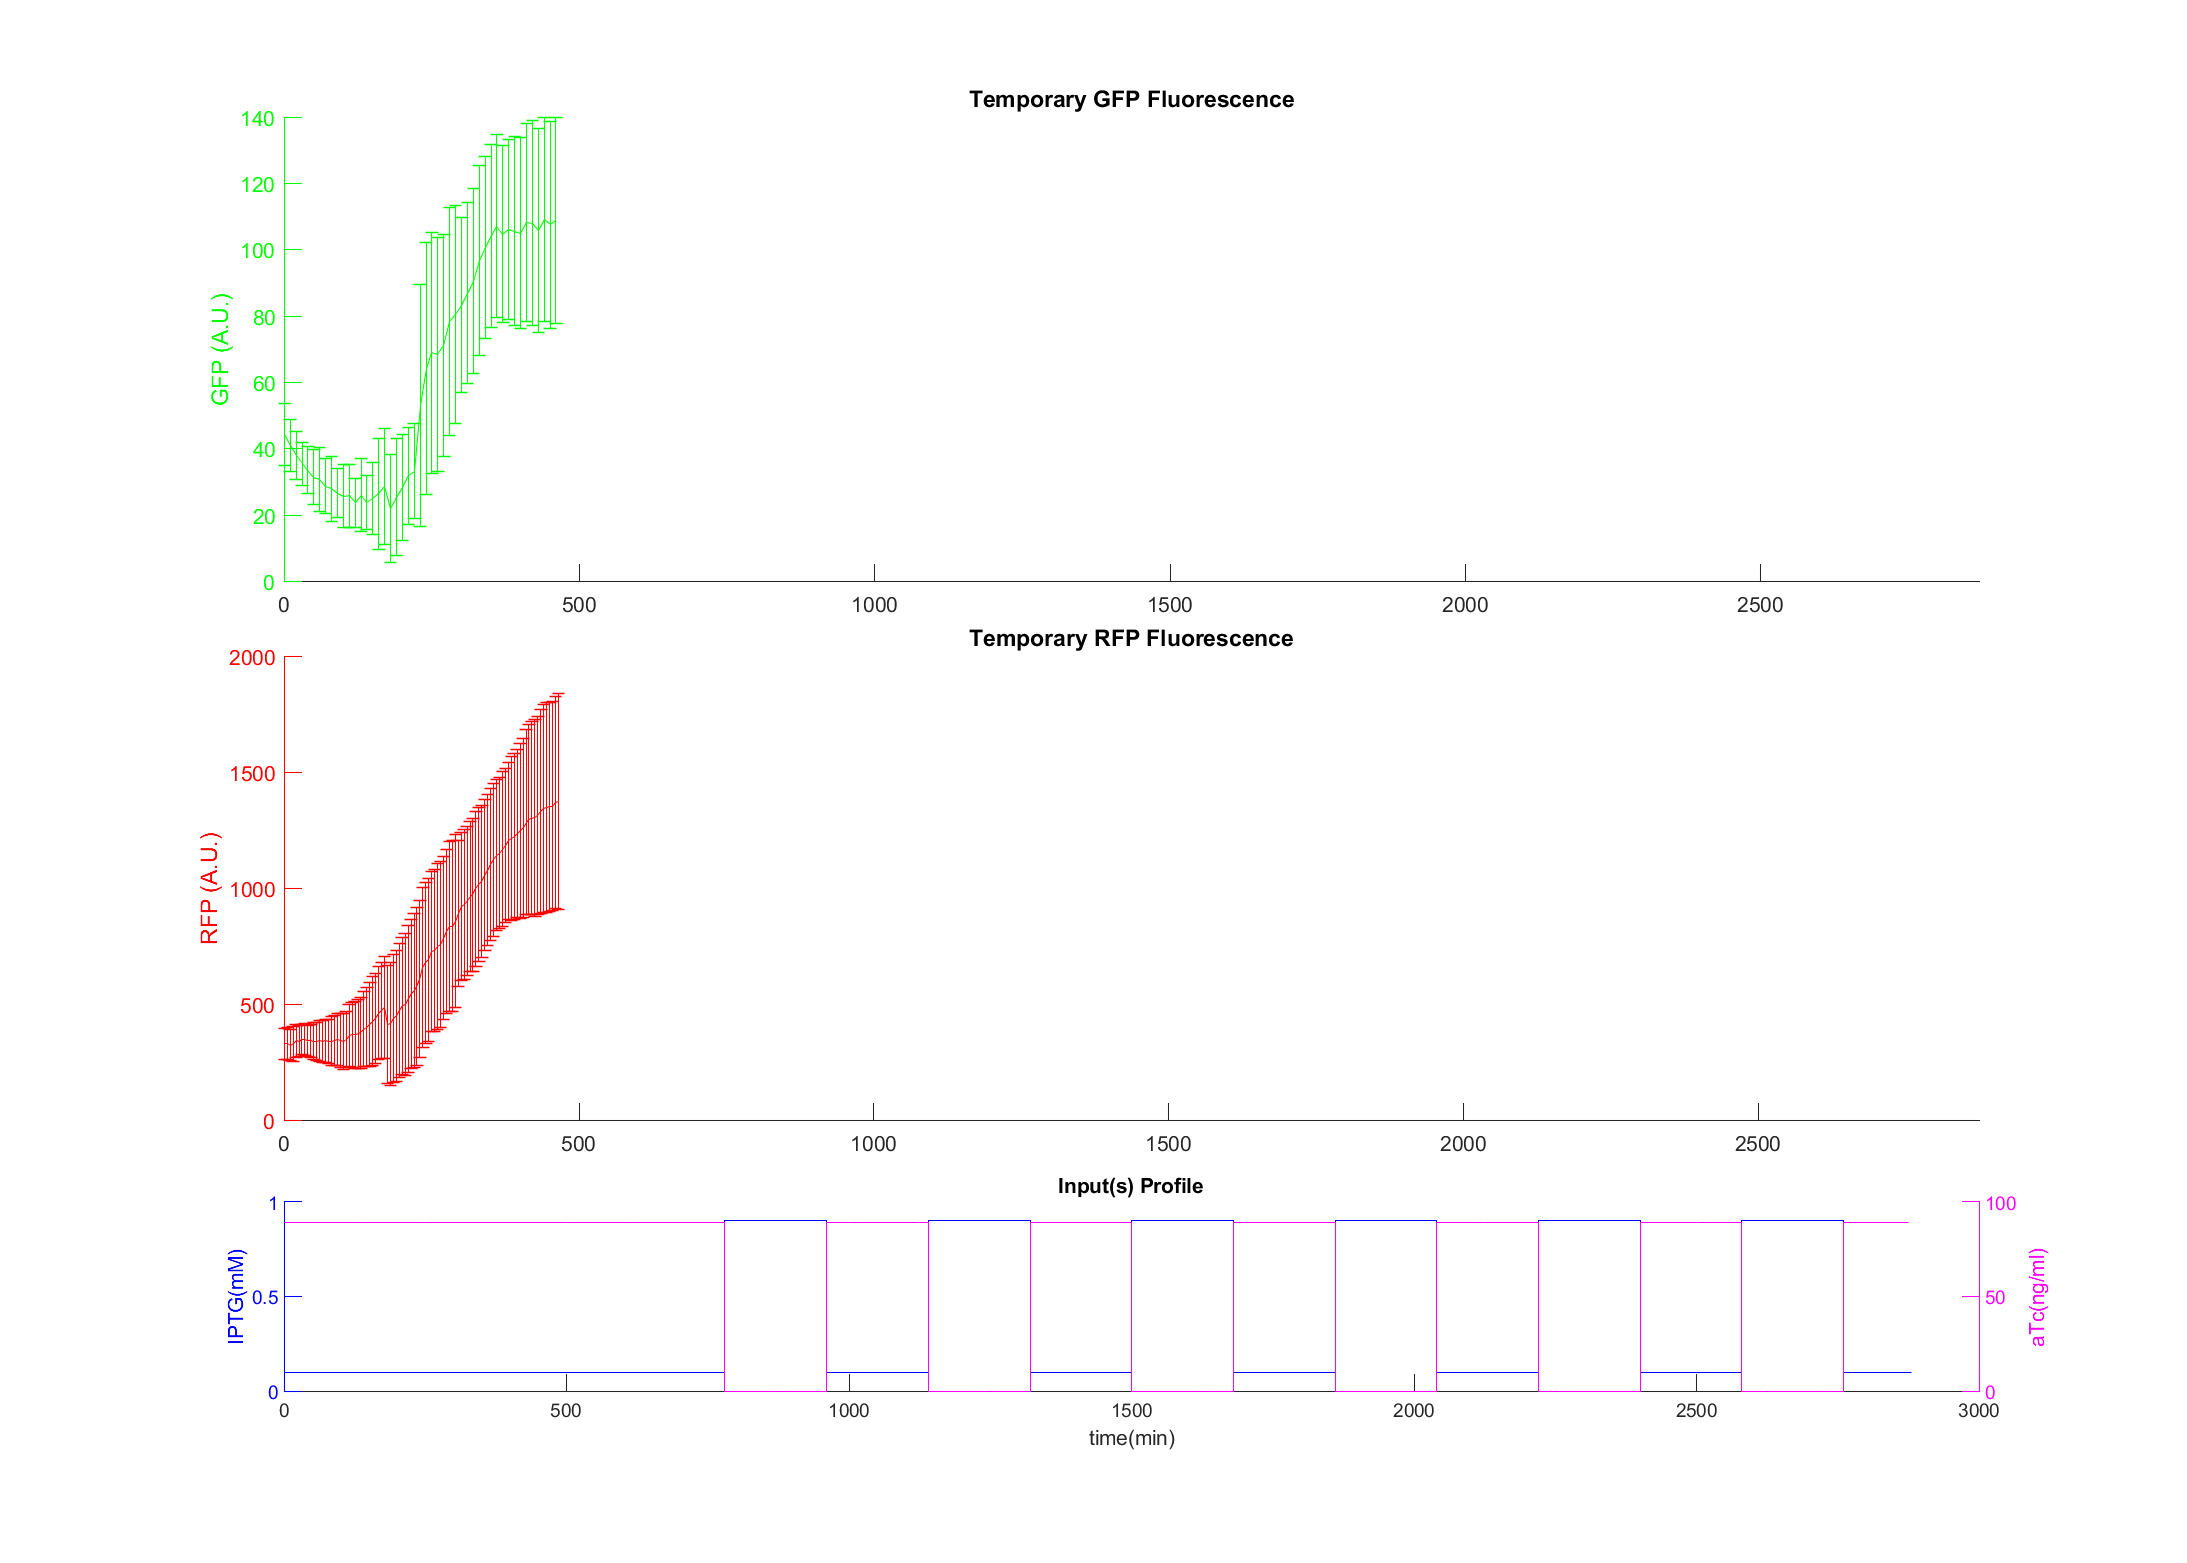 Temporary GFP Fluorescence
140
120
100
80
60
40
20
0
GFP (A.U.)
0 500 1000 1500 2000 2500
Temporary RFP Fluorescence
2000
1500
1000
500
0
RFP (A.U.)
0 500 1000 1500 2000 2500
Input(s) Profile
1
0.5
0
IPTG(mM)
100
50
0
aTc(ng/ml)
0 500 1000 1500 2000 2500 3000
time(min)